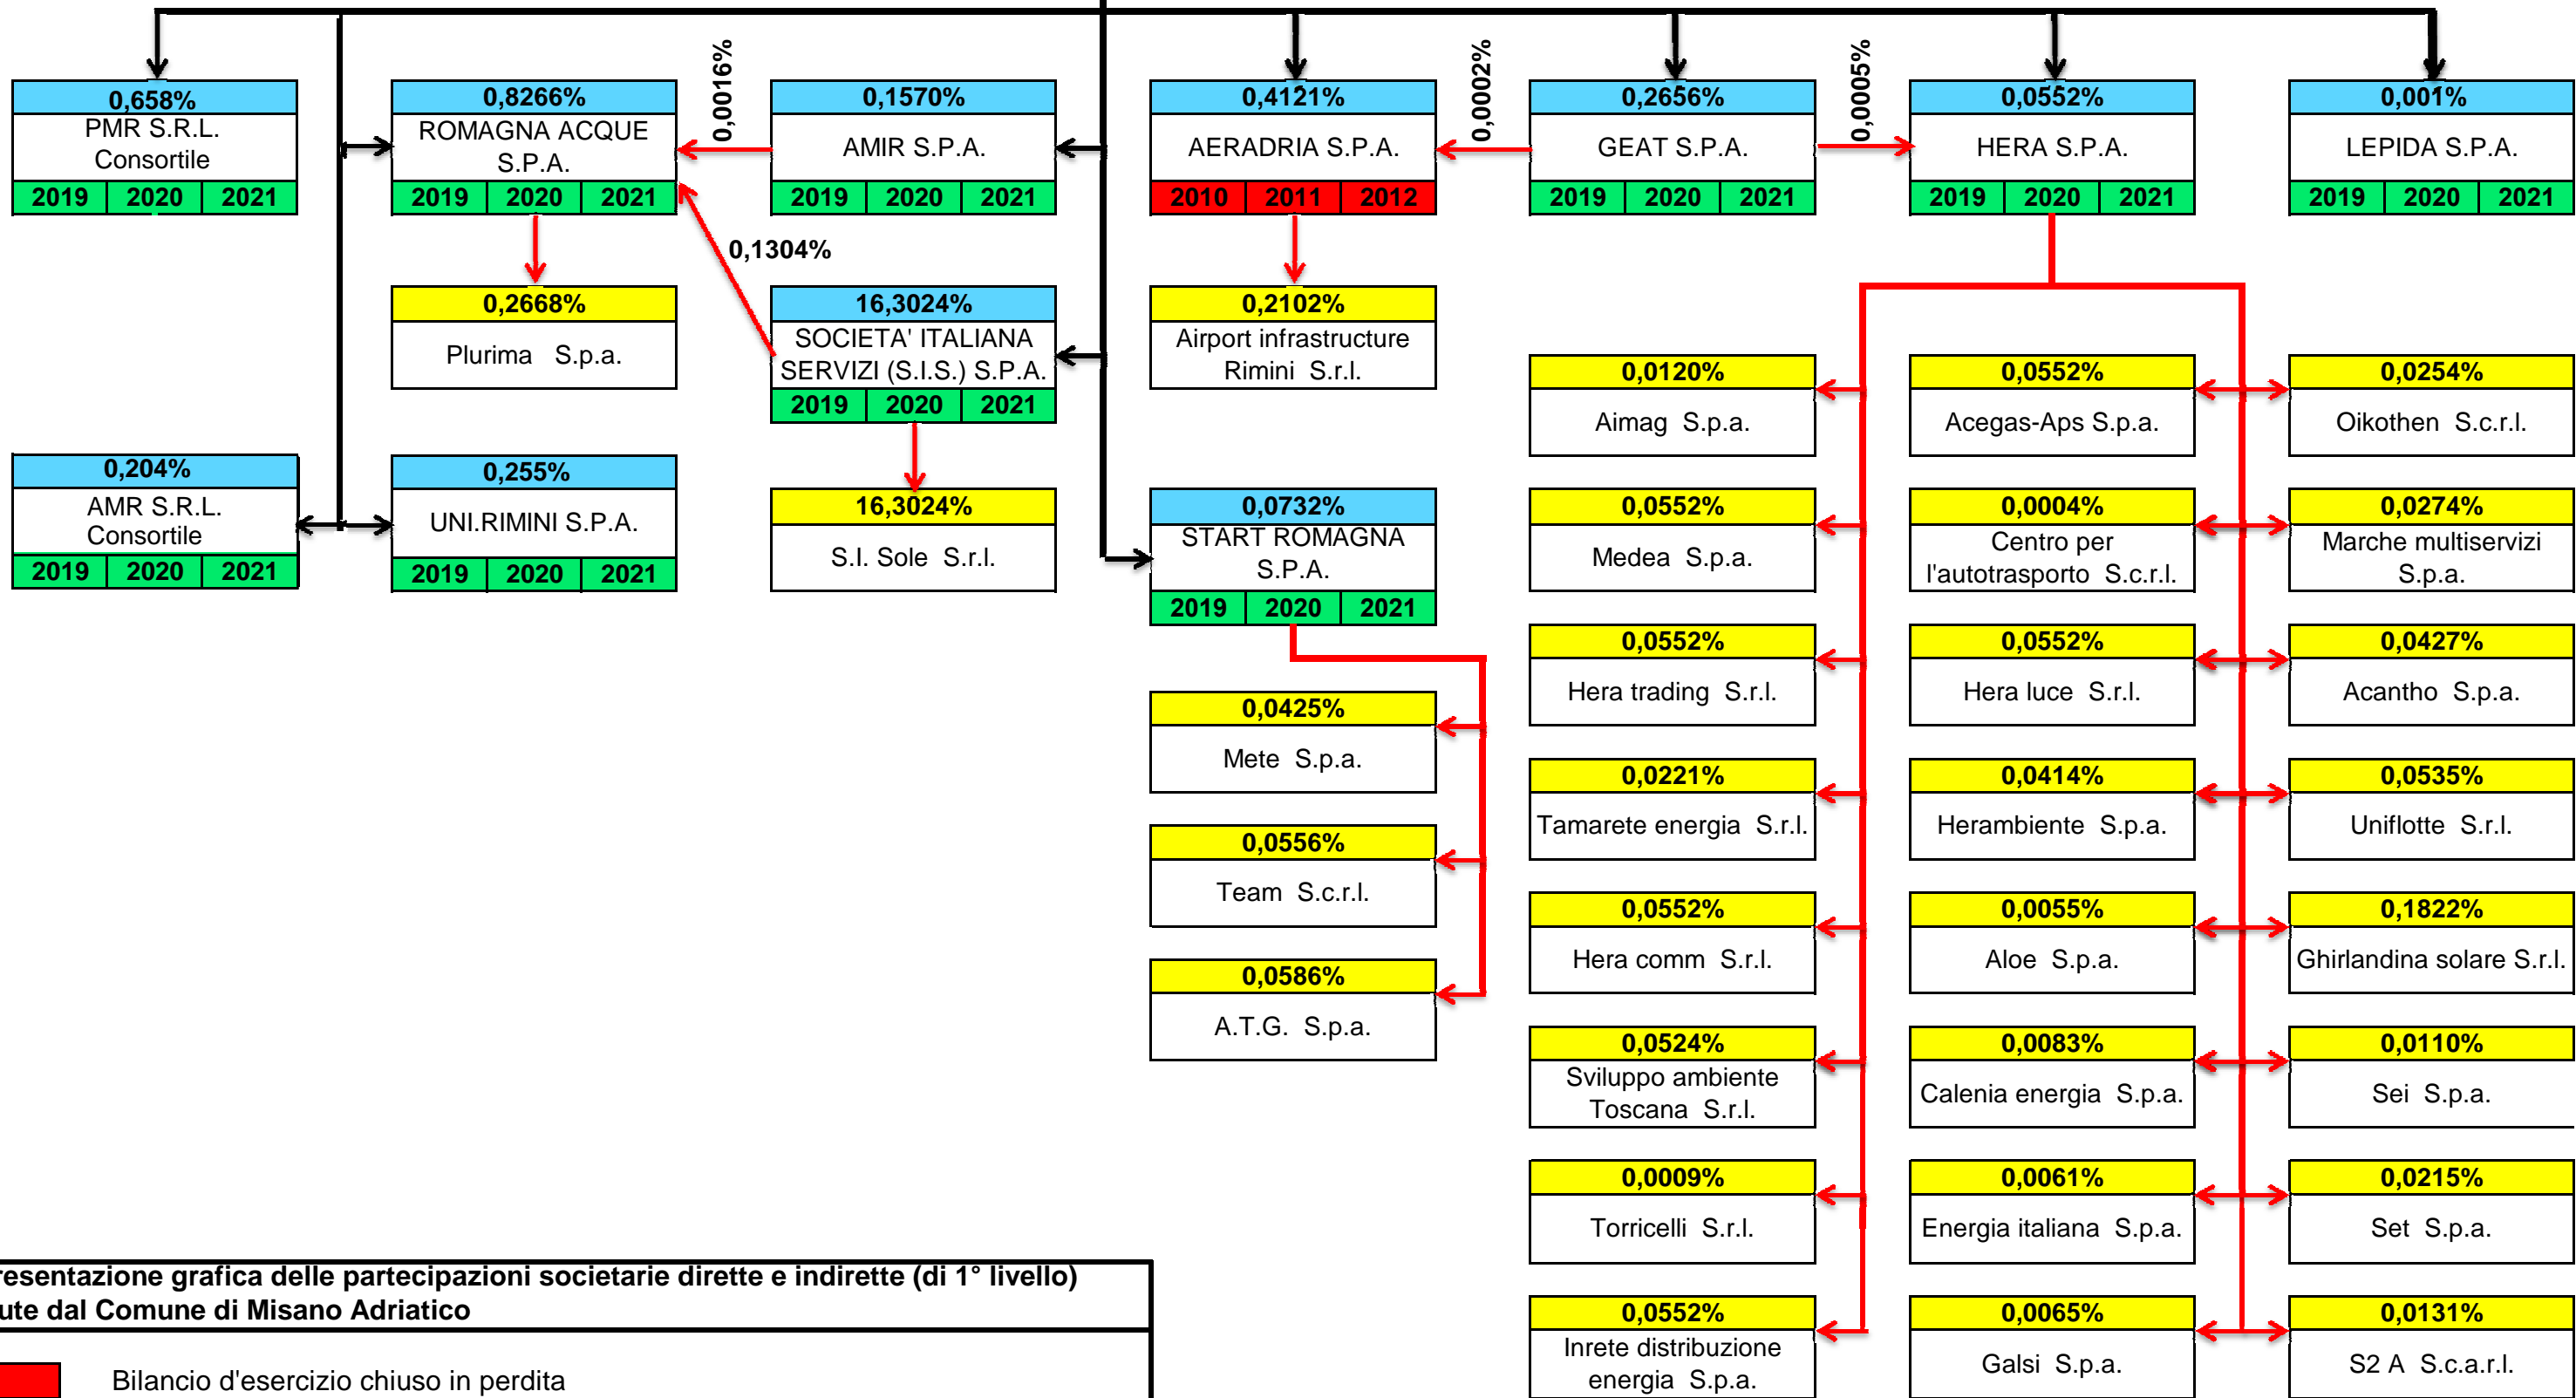 0,658%
PMR S.R.L.
Consortile
2019 2020 2021
0,8266%
ROMAGNA ACQUE
S.P.A.
2019 2020 2021
0,0016%
0,1570%
AMIR S.P.A.
2019 2020 2021
0,4121%
AERADRIA S.P.A.
2010 2011 2012
0,0002%
0,2656%
GEAT S.P.A.
2019 2020 2021
0,0005%
0,0552%
HERA S.P.A.
2019 2020 2021
0,001%
LEPIDA S.P.A.
2019 2020 2021
0,1304%
0,2668%
Plurima S.p.a.
16,3024%
SOCIETA' ITALIANA
SERVIZI (S.I.S.) S.P.A.
2019 2020 2021
0,2102%
Airport infrastructure
Rimini S.r.l.
0,0120%
Aimag S.p.a.
0,0552%
Acegas-Aps S.p.a.
0,0254%
Oikothen S.c.r.l.
0,204%
AMR S.R.L.
Consortile
2019 2020 2021
0,255%
UNI.RIMINI S.P.A.
2019 2020 2021
16,3024%
S.I. Sole S.r.l.
0,0732%
START ROMAGNA
S.P.A.
2019 2020 2021
0,0552%
Medea S.p.a.
0,0004%
Centro per
l'autotrasporto S.c.r.l.
0,0274%
Marche multiservizi
S.p.a.
0,0552%
Hera trading S.r.l.
0,0552%
Hera luce S.r.l.
0,0427%
Acantho S.p.a.
0,0425%
Mete S.p.a.
0,0221%
Tamarete energia S.r.l.
0,0414%
Herambiente S.p.a.
0,0535%
Uniflotte S.r.l.
0,0556%
Team S.c.r.l.
0,0552%
Hera comm S.r.l.
0,0055%
Aloe S.p.a.
0,1822%
Ghirlandina solare S.r.l.
0,0586%
A.T.G. S.p.a.
0,0524%
Sviluppo ambiente
Toscana S.r.l.
0,0083%
Calenia energia S.p.a.
0,0110%
Sei S.p.a.
0,0009%
Torricelli S.r.l.
0,0061%
Energia italiana S.p.a.
0,0215%
Set S.p.a.
0,0552%
Inrete distribuzione
energia S.p.a.
0,0065%
Galsi S.p.a.
0,0131%
S2 A S.c.a.r.l.
resentazione grafica delle partecipazioni societarie dirette e indirette (di 1° livello)
ute dal Comune di Misano Adriatico
Bilancio d'esercizio chiuso in perdita